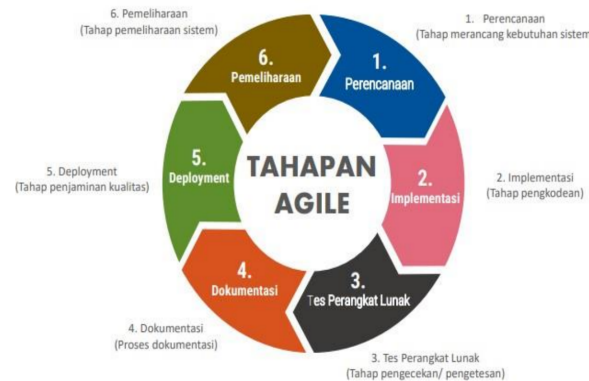 6. Pemeliharaan
(Tahap pemeliharaan sistem)
1. Perencanaan
(Tahap merancang kebutuhan sistem
6.
Pemeliharaan
1.
Perencanaan
5. Deployment
(Tahap penjaminan kualitas)
5.
Deployment
TAHAPAN
AGILE
2.
Implementasi
2. Implementasi
(Tahap pengkodean)
4.
Dokumentasi
3.
Tes Perangkat Lunak
4. Dokumentasi
(Proses dokumentasi)
3. Tes Perangkat Lunak
(Tahap pengecekan/ pengetesan)